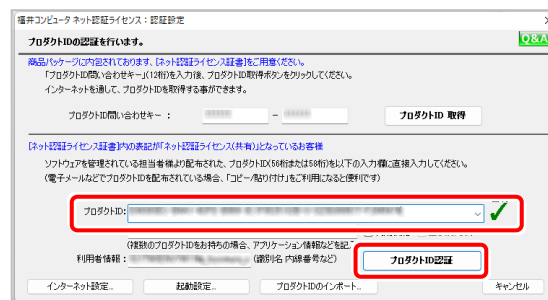 福井コンピュータ ネット認証ライセンス：認証設定
プロダクトIDの認証を行います。
Q&A
商品パッケージに内包されております、[ネット認証ライセンス証書]をご用意ください。
「プロダクトID問い合わせキー」(12桁)を入力後、プロダクトID取得ボタンをクリックしてください。
インターネットを通して、プロダクトIDを取得する事ができます。
プロダクトID問い合わせキー ： －
プロダクトID 取得
[ネット認証ライセンス証書]内の表記が「ネット認証ライセンス(共有)」となっているお客様
ソフトウェアを管理されている担当者様より配布された、プロダクトID(56桁または58桁)を以下の入力欄に直接入力してください。
(電子メールなどでプロダクトIDを配布されている場合、「コピー/貼り付け」をご利用になると便利です)
プロダクトID:
(複数のプロダクトIDをお持ちの場合、アプリケーション情報などを記
利用者情報： (識別名 内線番号など)
プロダクトID認証
インターネット設定...
起動設定...
プロダクトIDのインポート...
キャンセル